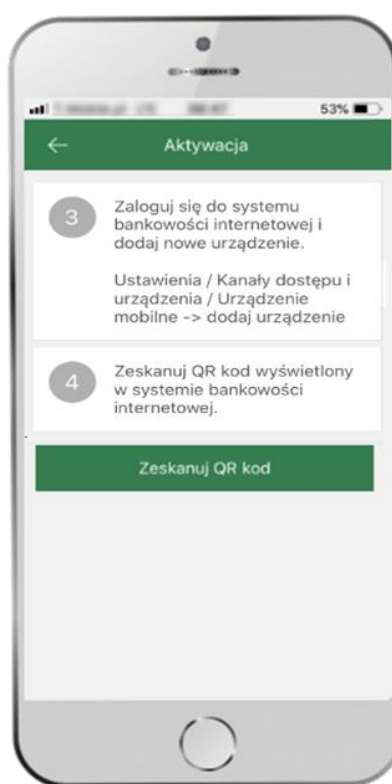 53%
Aktywacja
3
Zaloguj się do systemu
bankowości internetowej i
dodaj nowe urządzenie.
Ustawienia / Kanały dostępu i
urządzenia / Urządzenie
mobilne -> dodaj urządzenie
4
Zeskanuj QR kod wyświetlony
w systemie bankowości
internetowej.
Zeskanuj QR kod